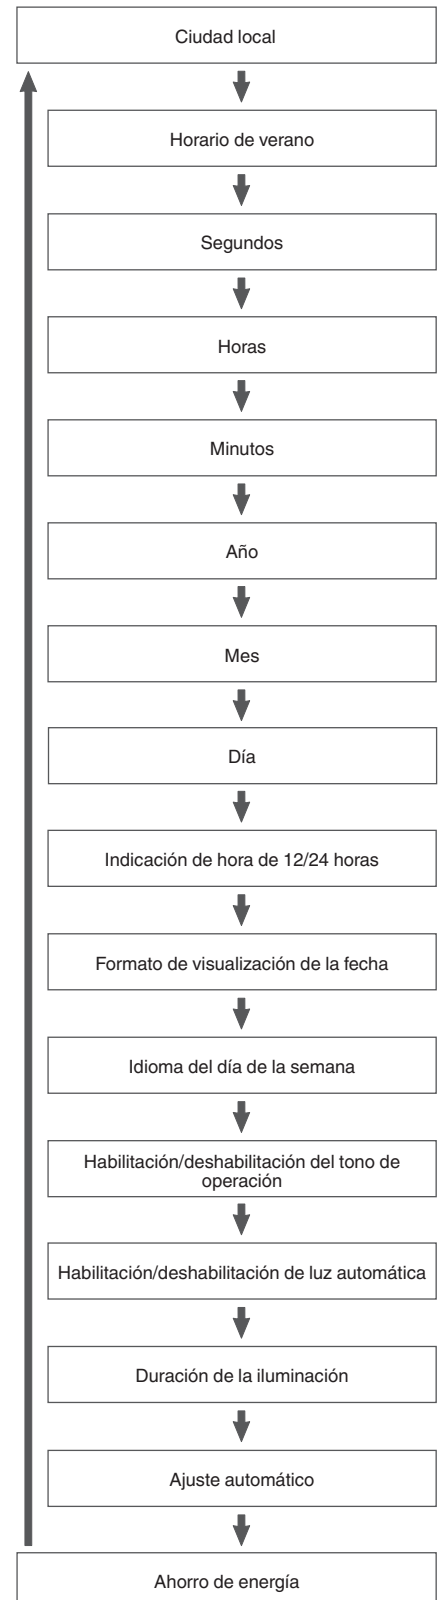 Ciudad local
Horario de verano
Segundos
Horas
Minutos
Año
Mes
Día
Indicación de hora de 12/24 horas
Formato de visualización de la fecha
Idioma del día de la semana
Habilitación/deshabilitación del tono de
operación
Habilitación/deshabilitación de luz automática
Duración de la iluminación
Ajuste automático
Ahorro de energía